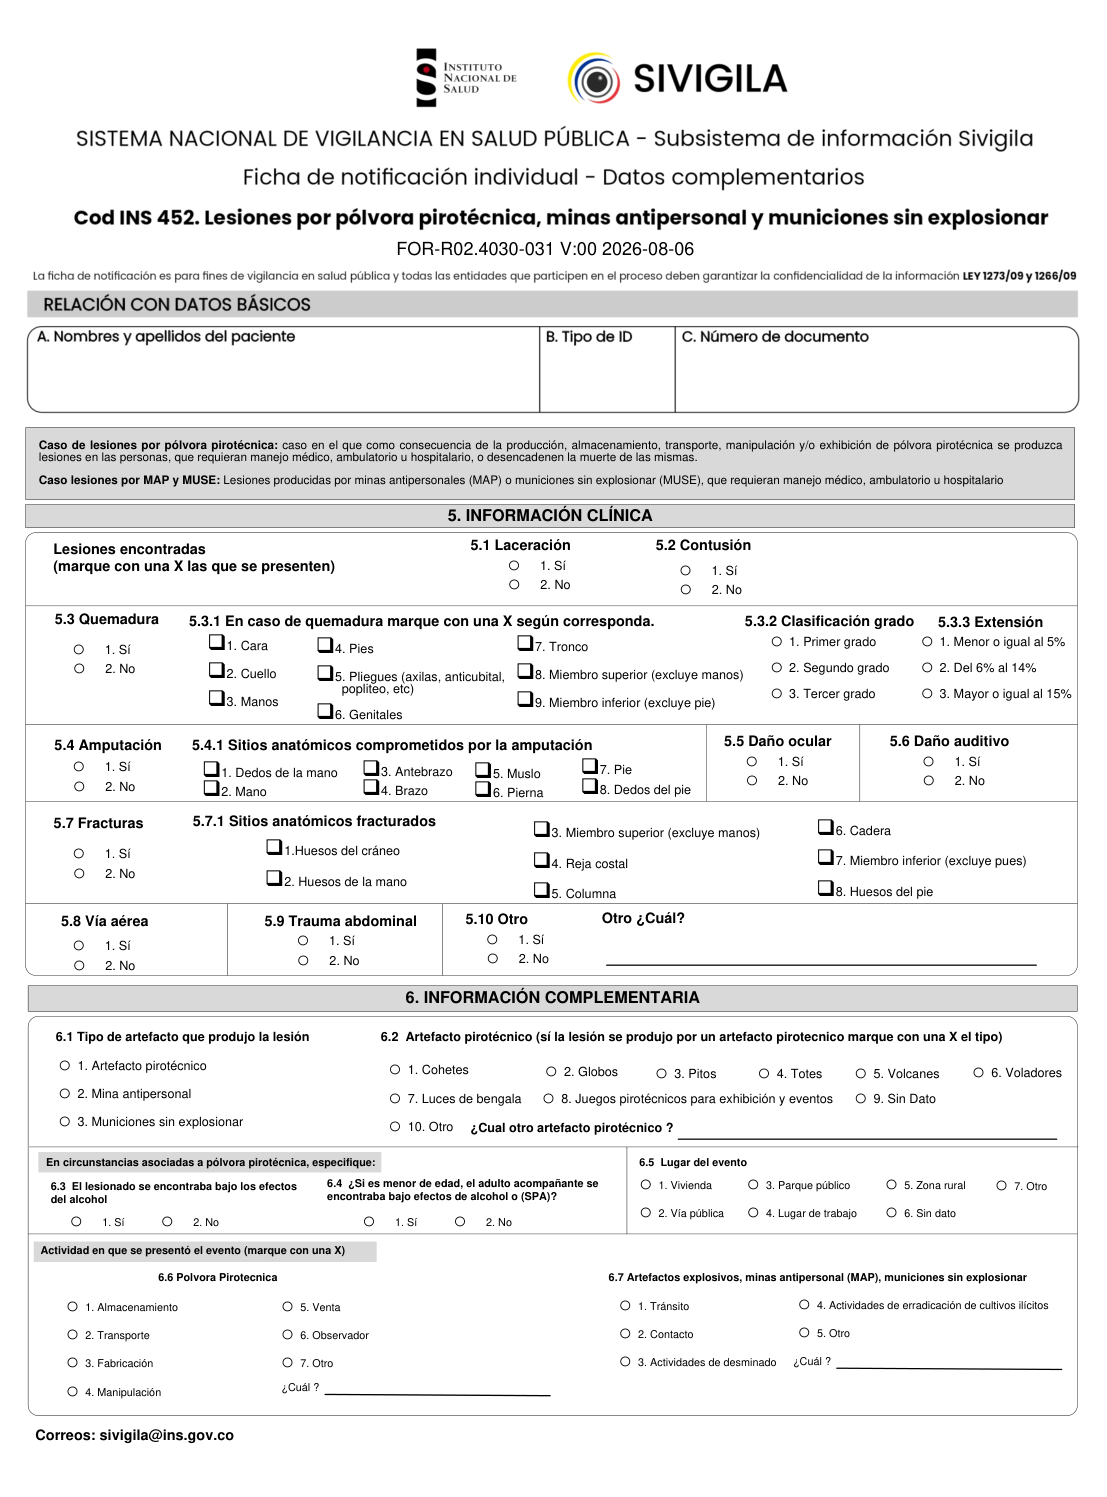 INSTITUTO
NACIONAL DE
SALUD
SIVIGILA
SISTEMA NACIONAL DE VIGILANCIA EN SALUD PÚBLICA - Subsistema de información Sivigila
Ficha de notificación individual - Datos complementarios
Cod INS 452. Lesiones por pólvora pirotécnica, minas antipersonal y municiones sin explosionar
FOR-R02.4030-031 V:00 2026-08-06
La ficha de notificación es para fines de vigilancia en salud pública y todas las entidades que participen en el proceso deben garantizar la confidencialidad de la información LEY 1273/09 y 1266/09
RELACIÓN CON DATOS BÁSICOS
A. Nombres y apellidos del paciente B. Tipo de ID C. Número de documento
Caso de lesiones por pólvora pirotécnica: caso en el que como consecuencia de la producción, almacenamiento, transporte, manipulación y/o exhibición de pólvora pirotécnica se produzca
lesiones en las personas, que requieran manejo médico, ambulatorio u hospitalario, o desencadenen la muerte de las mismas.
Caso lesiones por MAP y MUSE: Lesiones producidas por minas antipersonales (MAP) o municiones sin explosionar (MUSE), que requieran manejo médico, ambulatorio u hospitalario
5. INFORMACIÓN CLÍNICA
Lesiones encontradas
(marque con una X las que se presenten)
5.1 Laceración
1. Sí
2. No
5.2 Contusión
1. Sí
2. No
5.3 Quemadura
1. Sí
2. No
5.3.1 En caso de quemadura marque con una X según corresponda.
1. Cara
2. Cuello
3. Manos
4. Pies
5. Pliegues (axilas, anticubital,
popliteo, etc)
6. Genitales
7. Tronco
8. Miembro superior (excluye manos)
9. Miembro inferior (excluye pie)
5.3.2 Clasificación grado
1. Primer grado
2. Segundo grado
3. Tercer grado
5.3.3 Extensión
1. Menor o igual al 5%
2. Del 6% al 14%
3. Mayor o igual al 15%
5.4 Amputación
1. Sí
2. No
5.4.1 Sitios anatómicos comprometidos por la amputación
1. Dedos de la mano
2. Mano
3. Antebrazo
4. Brazo
5. Muslo
6. Pierna
7. Pie
8. Dedos del pie
5.5 Daño ocular
1. Sí
2. No
5.6 Daño auditivo
1. Sí
2. No
5.7 Fracturas
1. Sí
2. No
5.7.1 Sitios anatómicos fracturados
1.Huesos del cráneo
2. Huesos de la mano
3. Miembro superior (excluye manos)
4. Reja costal
5. Columna
6. Cadera
7. Miembro inferior (excluye pues)
8. Huesos del pie
5.8 Vía aérea
1. Sí
2. No
5.9 Trauma abdominal
1. Sí
2. No
5.10 Otro
1. Sí
2. No
Otro ¿Cuál?
6. INFORMACIÓN COMPLEMENTARIA
6.1 Tipo de artefacto que produjo la lesión
1. Artefacto pirotécnico
2. Mina antipersonal
3. Municiones sin explosionar
6.2 Artefacto pirotécnico (sí la lesión se produjo por un artefacto pirotecnico marque con una X el tipo)
1. Cohetes 2. Globos 3. Pitos 4. Totes 5. Volcanes 6. Voladores
7. Luces de bengala 8. Juegos pirotécnicos para exhibición y eventos 9. Sin Dato
10. Otro ¿Cual otro artefacto pirotécnico ?
En circunstancias asociadas a pólvora pirotécnica, especifique:
6.3 El lesionado se encontraba bajo los efectos
del alcohol
1. Sí 2. No
6.4 ¿Si es menor de edad, el adulto acompañante se
encontraba bajo efectos de alcohol o (SPA)?
1. Sí 2. No
6.5 Lugar del evento
1. Vivienda 3. Parque público 5. Zona rural 7. Otro
2. Vía pública 4. Lugar de trabajo 6. Sin dato
Actividad en que se presentó el evento (marque con una X)
6.6 Polvora Pirotecnica
1. Almacenamiento 5. Venta
2. Transporte 6. Observador
3. Fabricación 7. Otro
4. Manipulación ¿Cuál ?
6.7 Artefactos explosivos, minas antipersonal (MAP), municiones sin explosionar
1. Tránsito 4. Actividades de erradicación de cultivos ilícitos
2. Contacto 5. Otro
3. Actividades de desminado ¿Cuál ?
Correos: sivigila@ins.gov.co